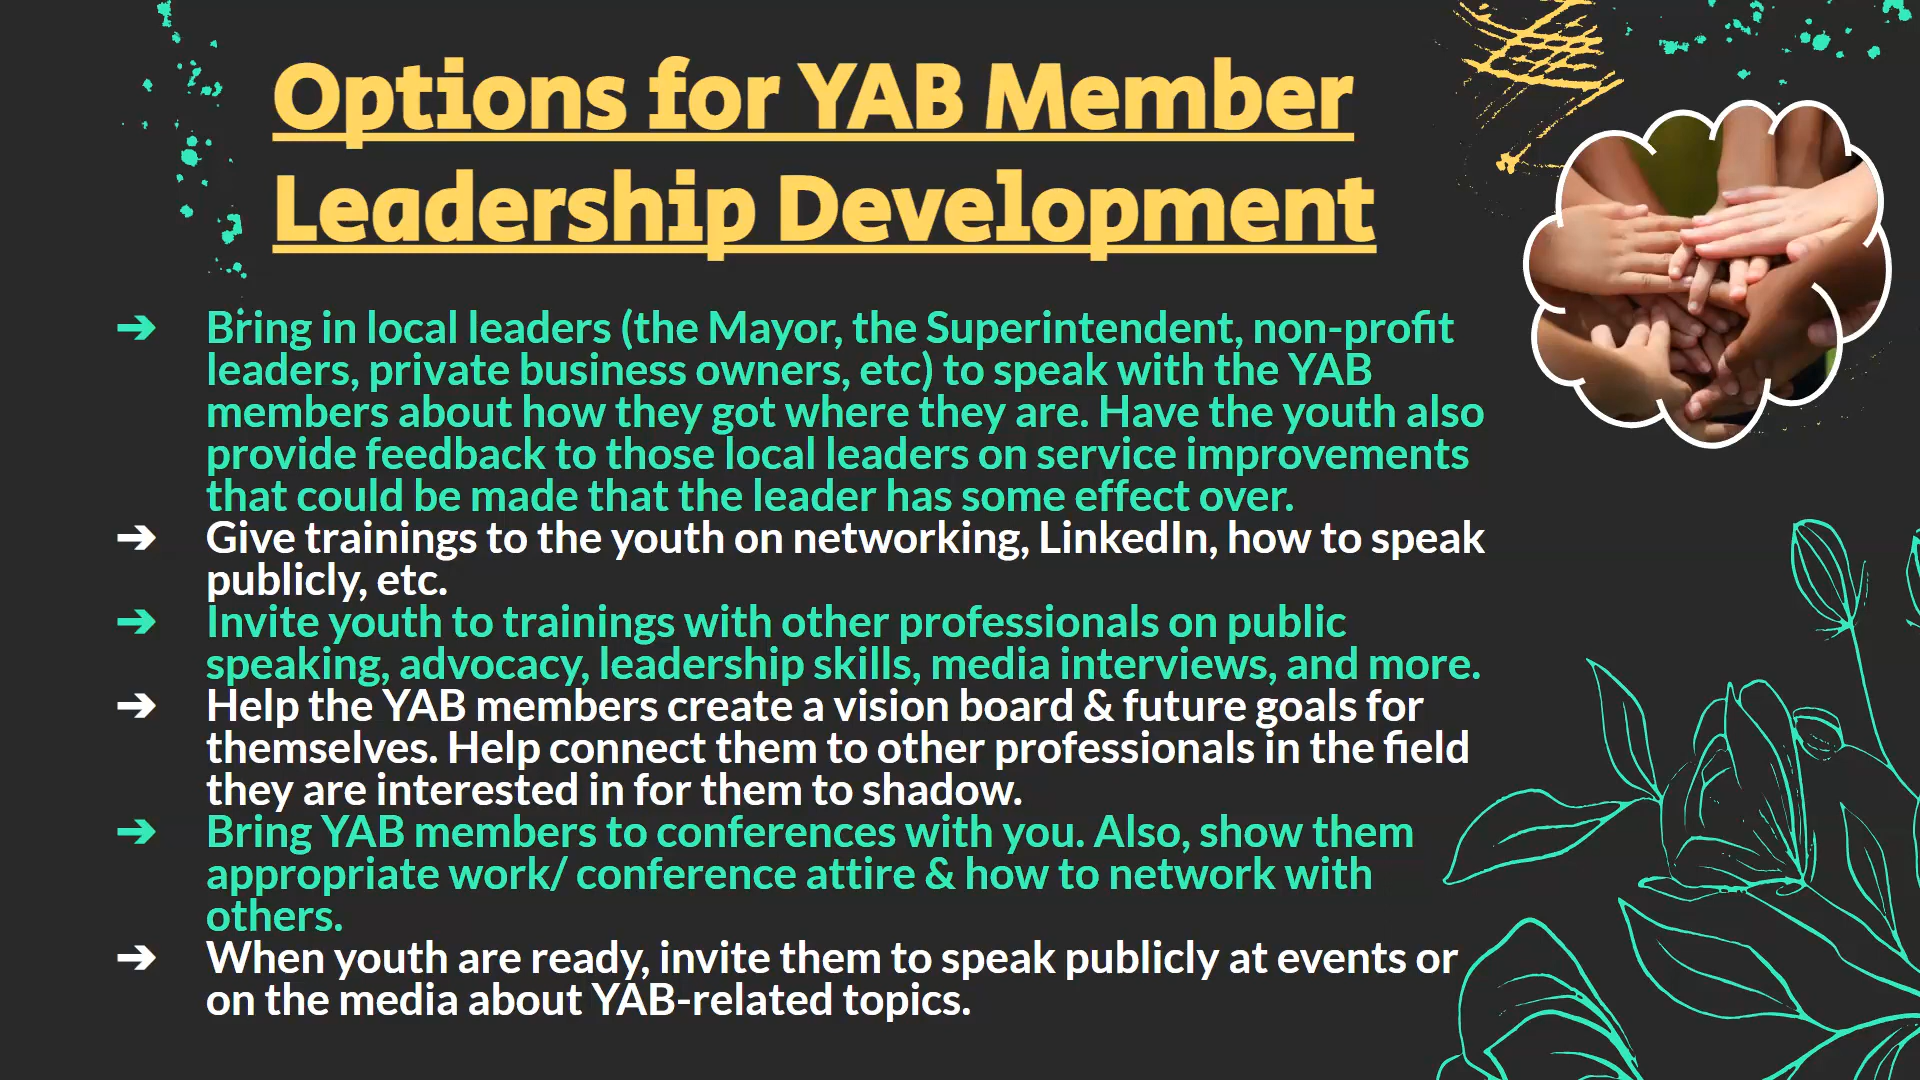 Options for YAB Member
Leadership Development
➔ Bring in local leaders (the Mayor, the Superintendent, non-profit
leaders, private business owners, etc) to speak with the YAB
members about how they got where they are. Have the youth also
provide feedback to those local leaders on service improvements
that could be made that the leader has some effect over.
➔ Give trainings to the youth on networking, LinkedIn, how to speak
publicly, etc.
➔ Invite youth to trainings with other professionals on public
speaking, advocacy, leadership skills, media interviews, and more.
➔ Help the YAB members create a vision board & future goals for
themselves. Help connect them to other professionals in the field
they are interested in for them to shadow.
➔ Bring YAB members to conferences with you. Also, show them
appropriate work/ conference attire & how to network with
others.
➔ When youth are ready, invite them to speak publicly at events or
on the media about YAB-related topics.